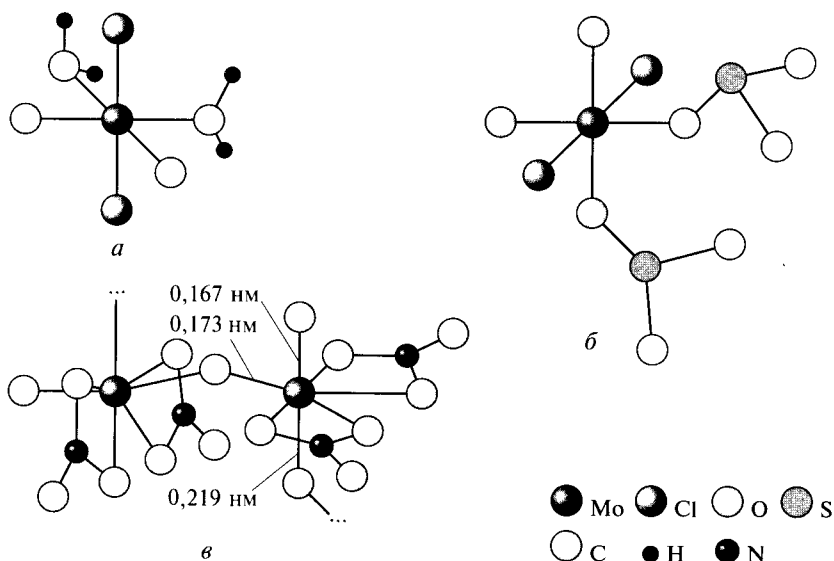 а
б
...
0,167 нм
0,173 нм
0,219 нм
...
в
Mo Cl O S
C H N